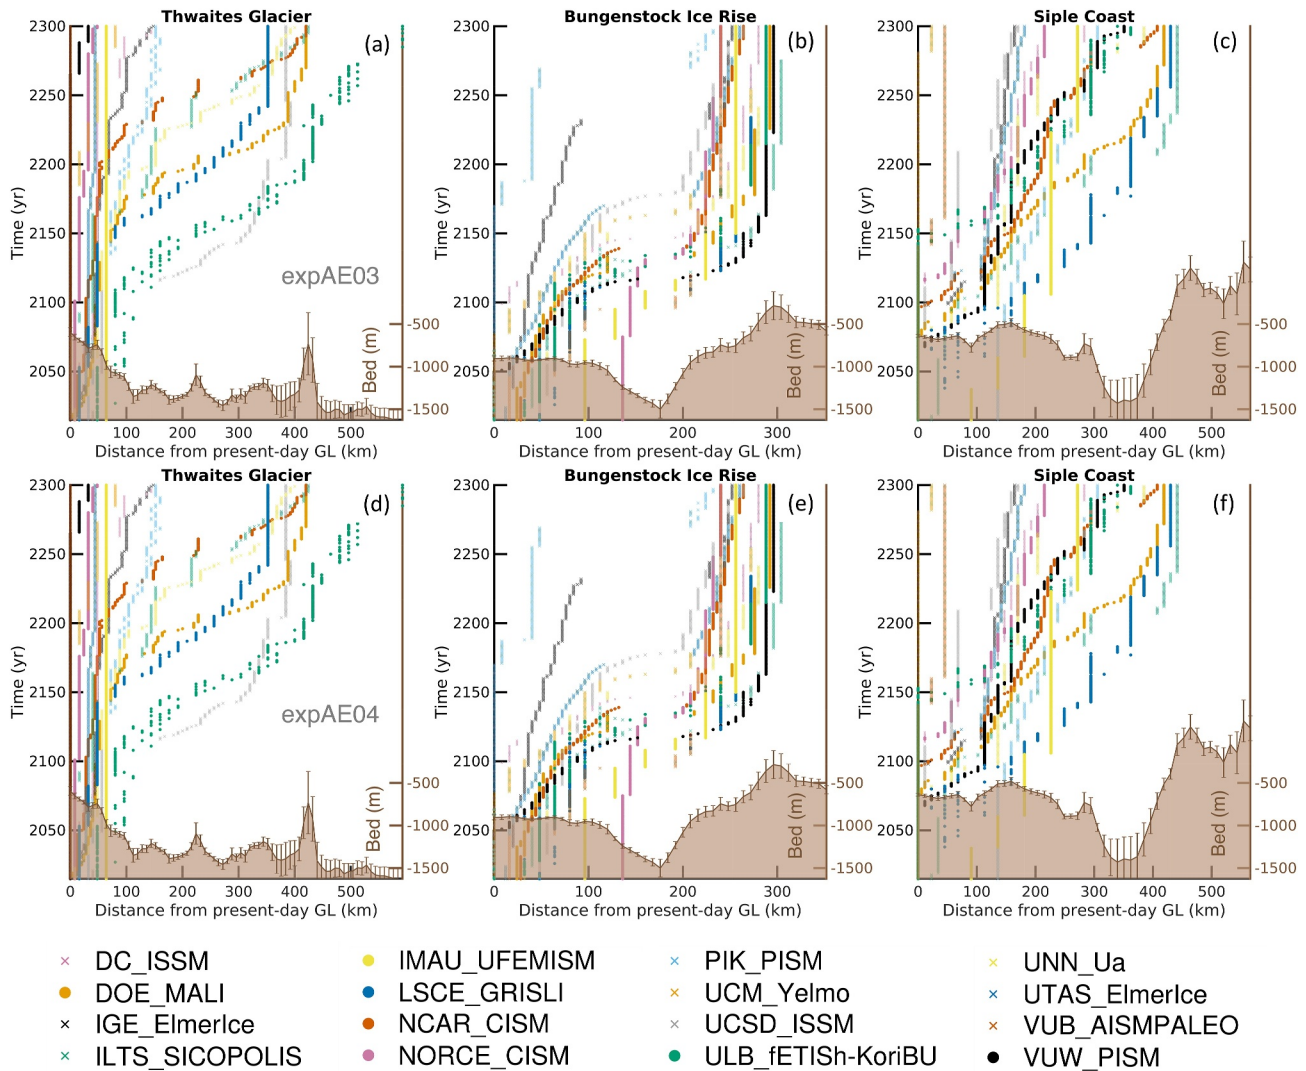 Thwaites Glacier
Bungenstock Ice Rise
Siple Coast
(a)
(b)
(c)
2300
2250
2200
2150
2100
2050
Time (yr)
expAE03
-500
-1000
-1500
Bed (m)
0 100 200 300 400 500
Distance from present-day GL (km)
2300
2250
2200
2150
2100
2050
Time (yr)
-500
-1000
-1500
Bed (m)
0 100 200 300
Distance from present-day GL (km)
2300
2250
2200
2150
2100
2050
Time (yr)
-500
-1000
-1500
Bed (m)
0 100 200 300 400 500
Distance from present-day GL (km)
Thwaites Glacier
Bungenstock Ice Rise
Siple Coast
(d)
(e)
(f)
2300
2250
2200
2150
2100
2050
Time (yr)
expAE04
-500
-1000
-1500
Bed (m)
0 100 200 300 400 500
Distance from present-day GL (km)
2300
2250
2200
2150
2100
2050
Time (yr)
-500
-1000
-1500
Bed (m)
0 100 200 300
Distance from present-day GL (km)
2300
2250
2200
2150
2100
2050
Time (yr)
-500
-1000
-1500
Bed (m)
0 100 200 300 400 500
Distance from present-day GL (km)
DC_ISSM
DOE_MALI
IGE_ElmerIce
ILTS_SICOPOLIS
IMAU_UFEMISM
LSCE_GRISLI
NCAR_CISM
NORCE_CISM
PIK_PISM
UCM_Yelmo
UCSD_ISSM
ULB_fETISh-KoriBU
UNN_Ua
UTAS_ElmerIce
VUB_AISMPALEO
VUW_PISM